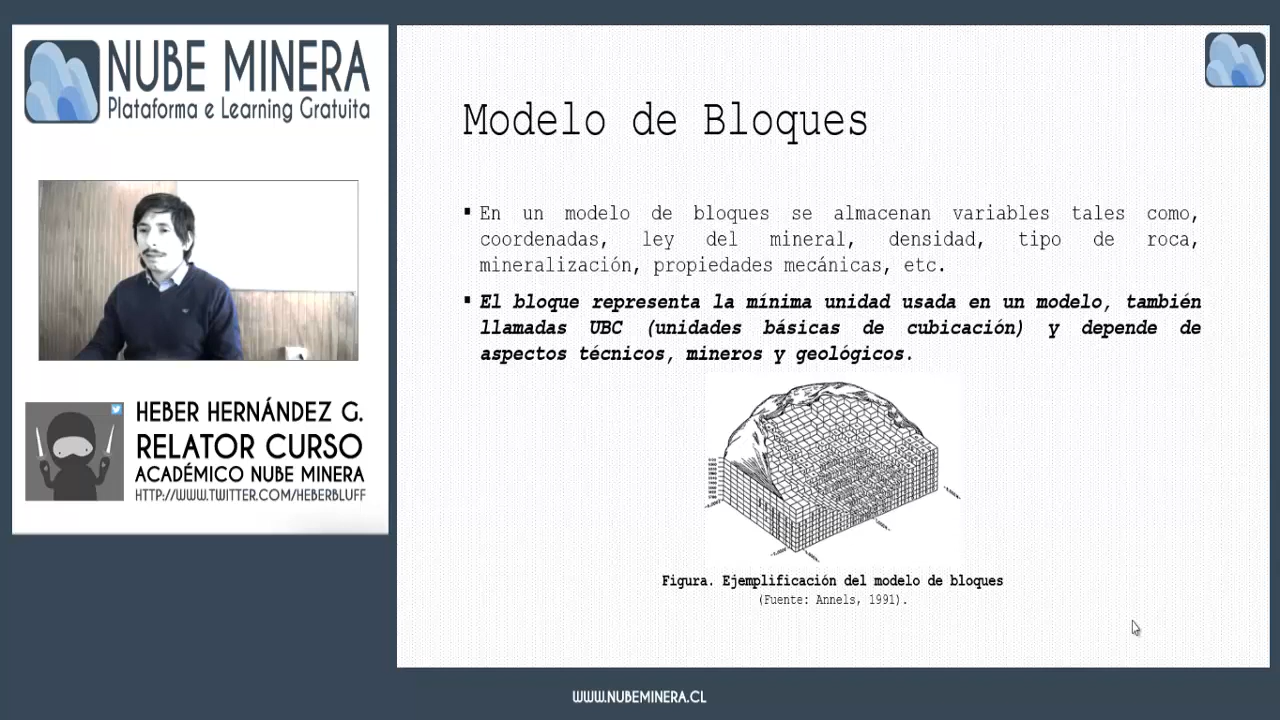 NUBE MINERA
Plataforma e Learning Gratuita
HEBER HERNÁNDEZ G.
RELATOR CURSO
ACADÉMICO NUBE MINERA
HTTP://WWW.TWITTER.COM/HEBERBLUFF
Modelo de Bloques
▪ En un modelo de bloques se almacenan variables tales como,
coordenadas, ley del mineral, densidad, tipo de roca,
mineralización, propiedades mecánicas, etc.
▪ El bloque representa la mínima unidad usada en un modelo, también
llamadas UBC (unidades básicas de cubicación) y depende de
aspectos técnicos, mineros y geológicos.
Figura. Ejemplificación del modelo de bloques
(Fuente: Annels, 1991).
WWW.NUBEMINERA.CL